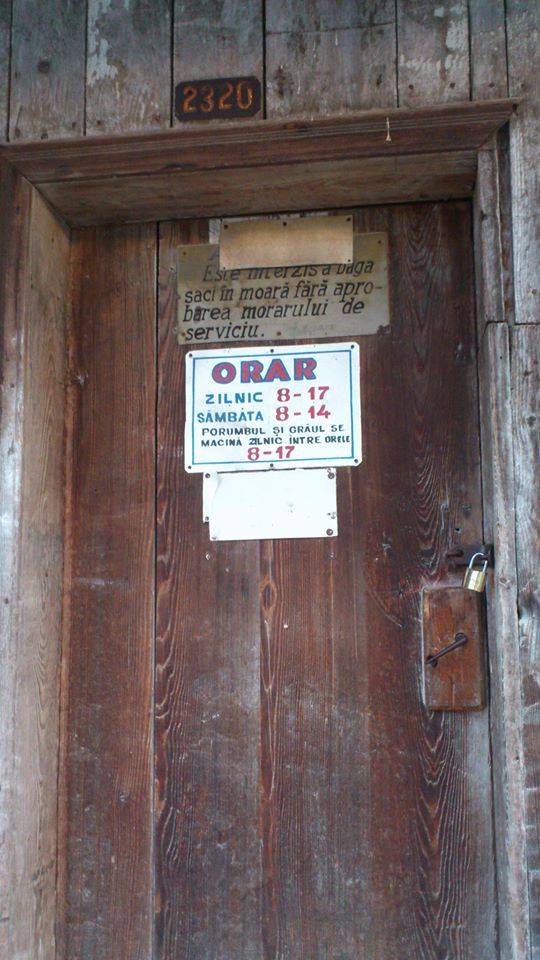 2320
Este interzis a băga
saci în moară fără apro-
barea morarului de
serviciu.
ORAR
ZILNIC 8-17
SÂMBĂTA 8-14
PORUMBUL ȘI GRÂUL SE
MACINĂ ZILNIC ÎNTRE ORELE
8-17